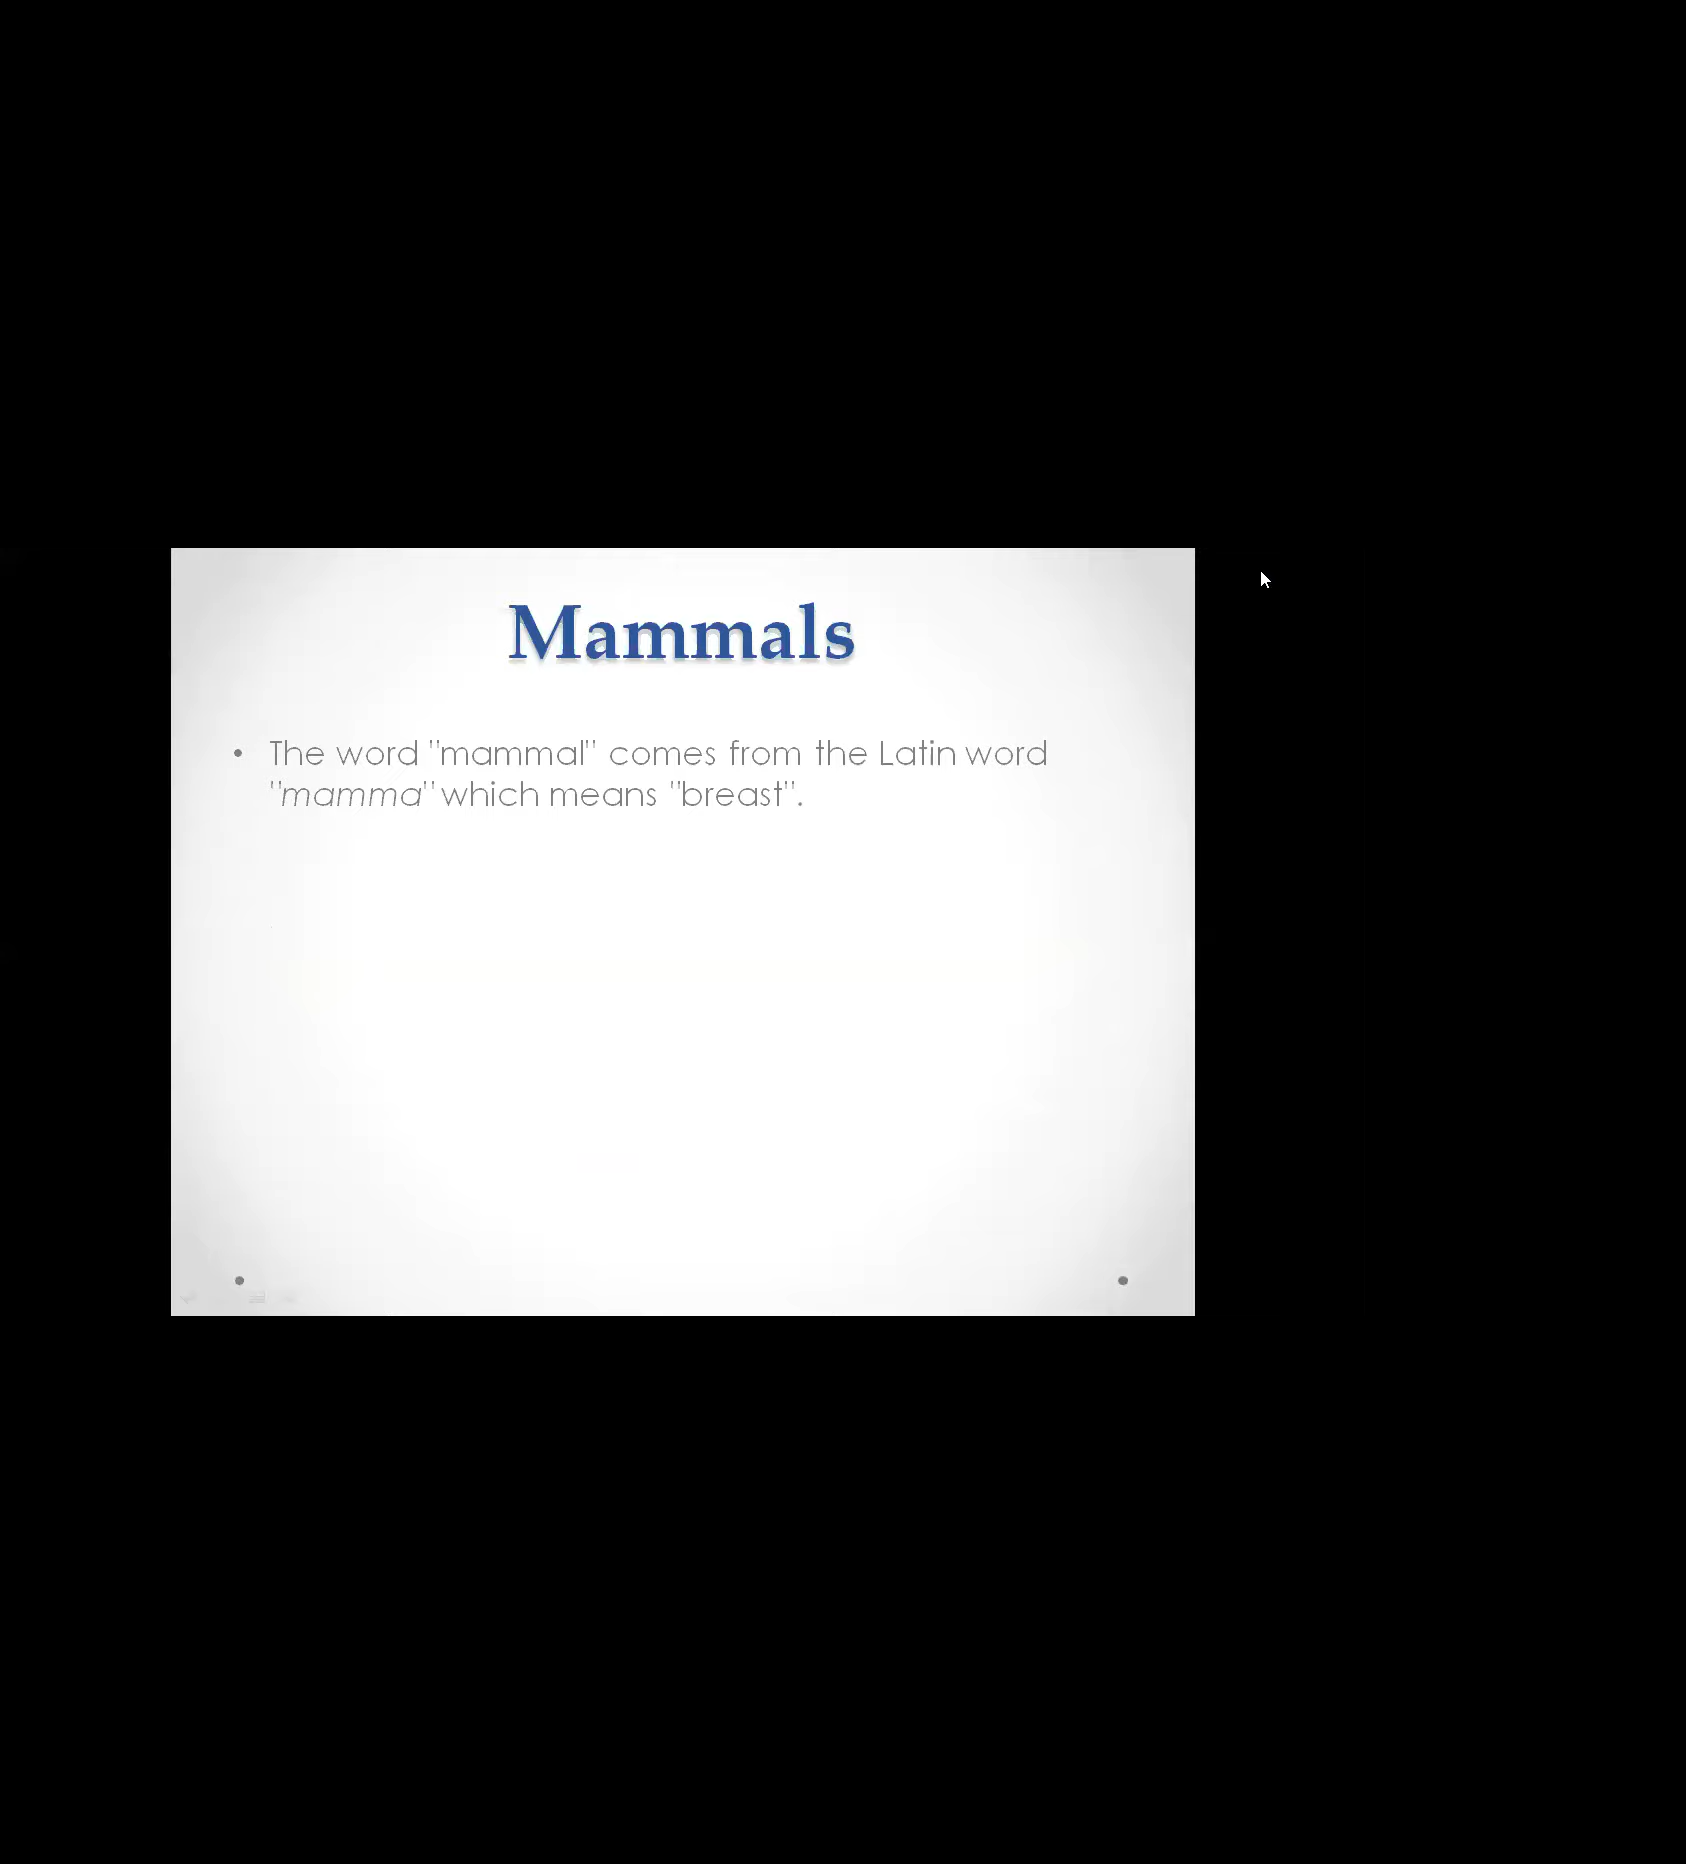 Mammals
• The word "mammal" comes from the Latin word
"mamma" which means "breast".